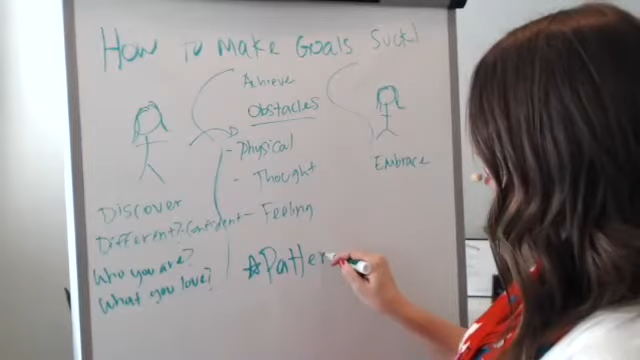 How To Make Goals Suck!
Achieve
Obstacles
- Physical
- Thought
- Feeling
Discover
Different? Confident
Who you are?
What you love?
Embrace
☆Patter